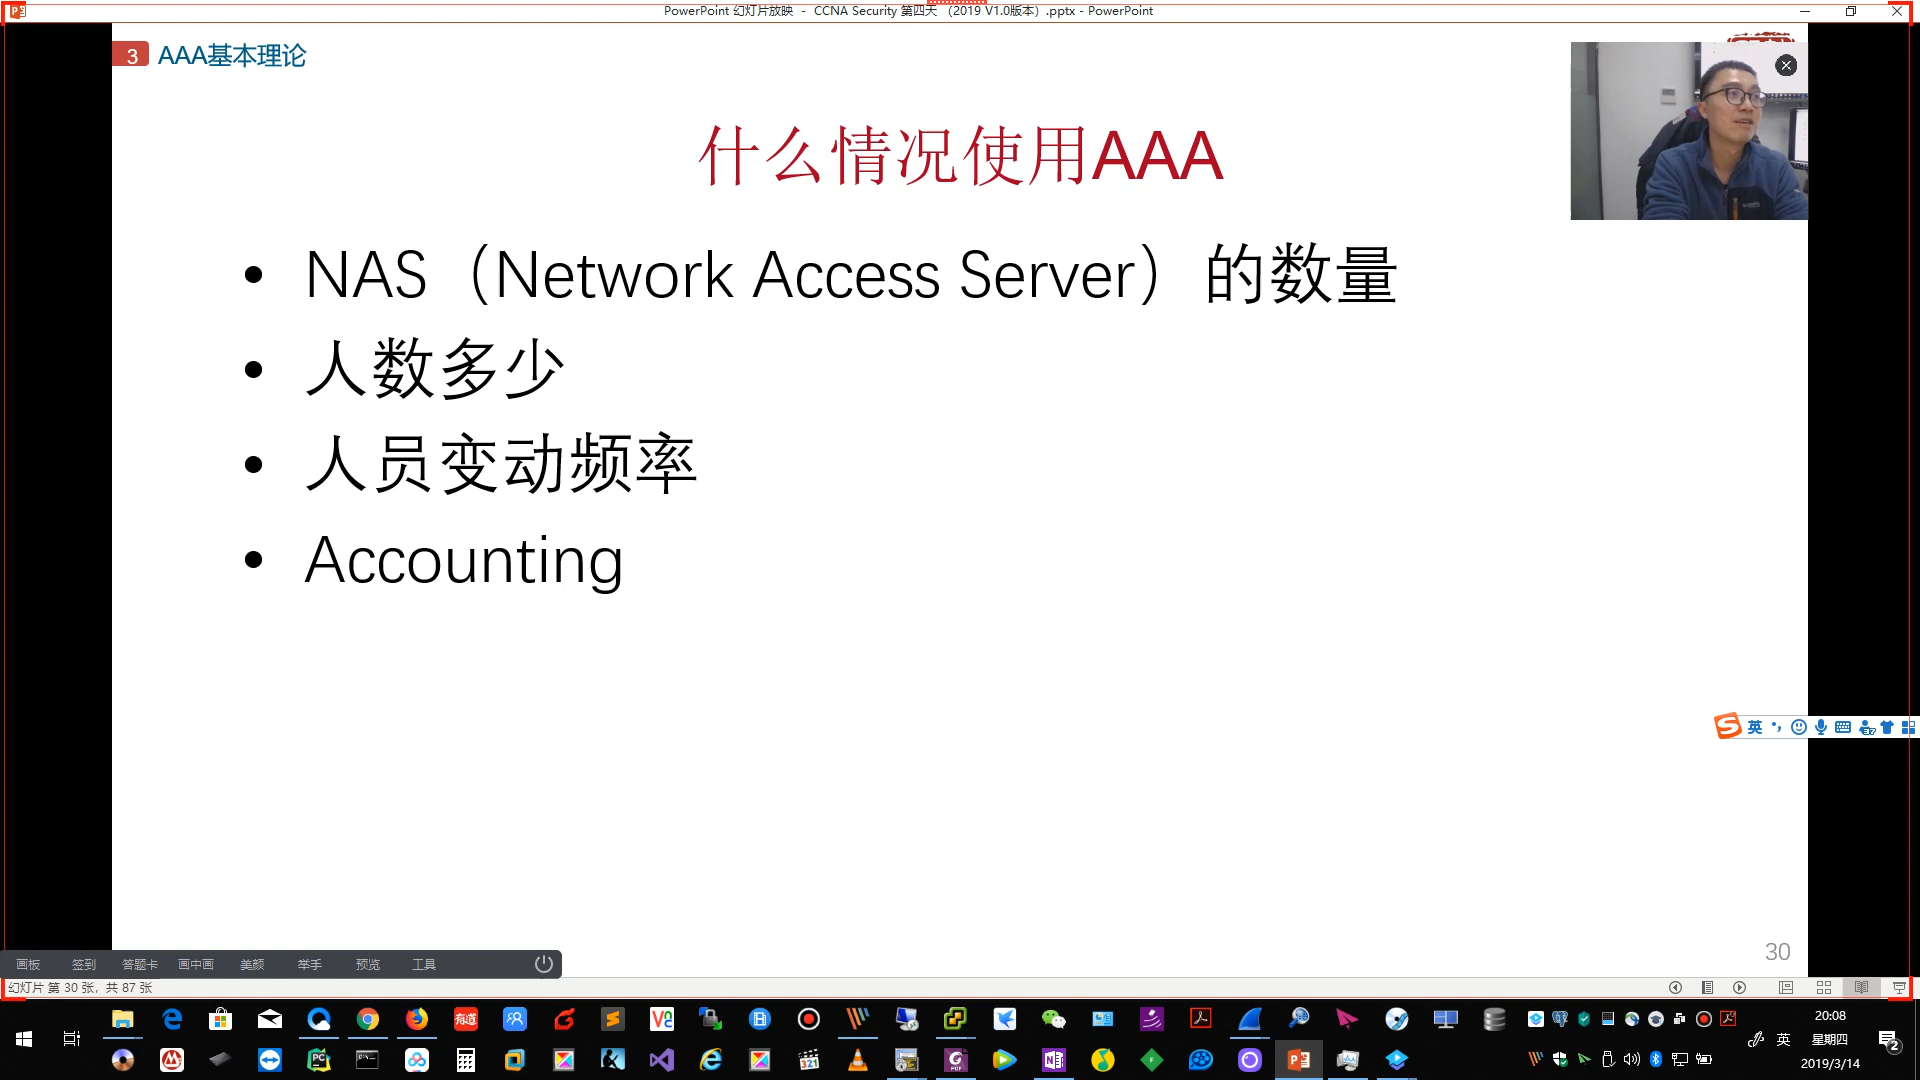 PowerPoint 幻灯片放映 - CCNA Security 第四天 （2019 V1.0版本）.pptx - PowerPoint
3 AAA基本理论
什么情况使用AAA
• NAS（Network Access Server）的数量
• 人数多少
• 人员变动频率
• Accounting
英
30
画板 签到 答题卡 画中画 美颜 举手 预览 工具
幻灯片 第 30 张，共 87 张
20:08
英 星期四
2019/3/14
2